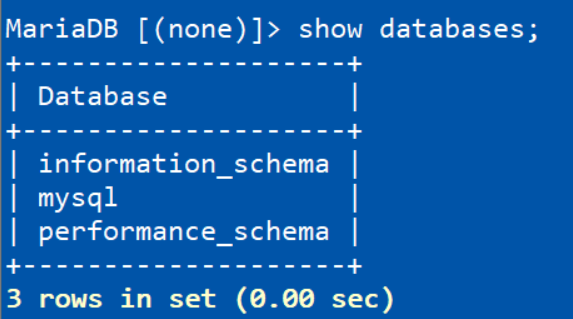 MariaDB [(none)]> show databases;
+--------------------+
| Database           |
+--------------------+
| information_schema |
| mysql              |
| performance_schema |
+--------------------+
3 rows in set (0.00 sec)